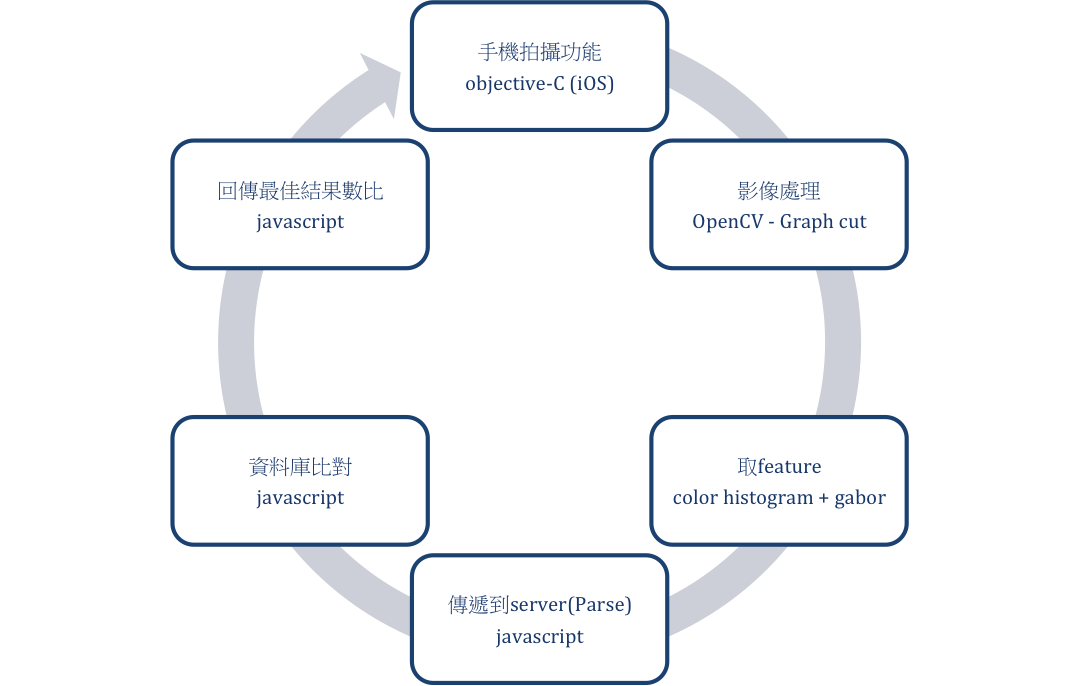 手機拍攝功能
objective-C (iOS)
影像處理
OpenCV - Graph cut
取feature
color histogram + gabor
傳遞到server(Parse)
javascript
資料庫比對
javascript
回傳最佳結果數比
javascript